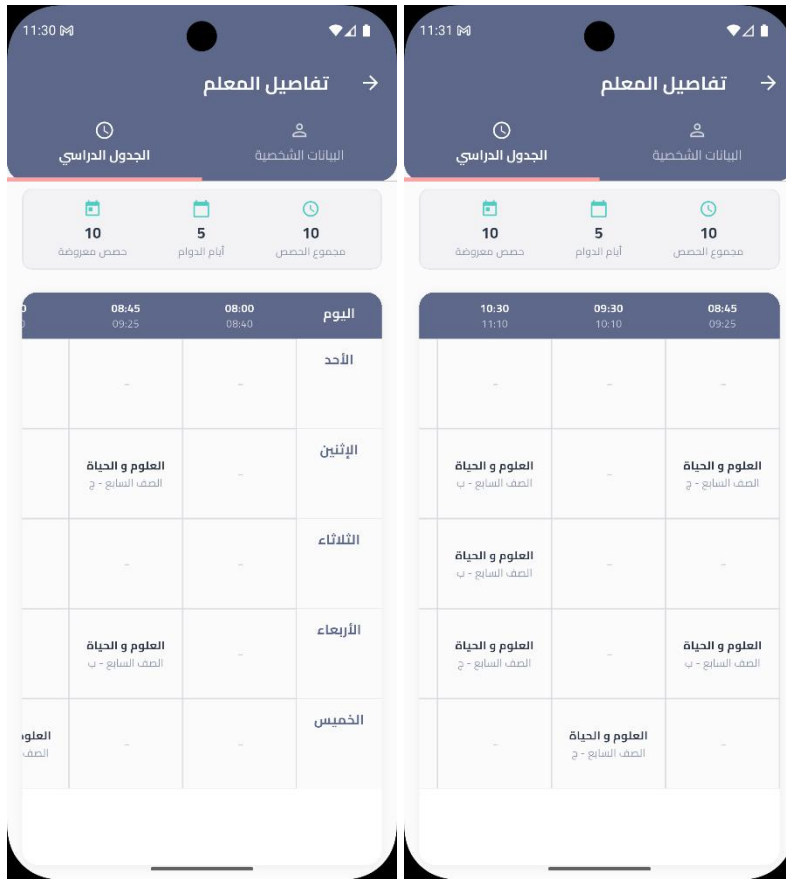 11:30
تفاصيل المعلم
البيانات الشخصية
الجدول الدراسي
10
5
10
مجموع الحصص
أيام الدوام
حصص معروضة
اليوم
08:00
08:45
08:40
09:25
الأحد
-
-
الإثنين
-
العلوم و الحياة
الصف السابع - ج
الثلاثاء
-
-
الأربعاء
-
العلوم و الحياة
الصف السابع - ب
الخميس
-
-
11:31
تفاصيل المعلم
البيانات الشخصية
الجدول الدراسي
10
5
10
مجموع الحصص
أيام الدوام
حصص معروضة
08:45
09:30
10:30
09:25
10:10
11:10
-
-
-
العلوم و الحياة
الصف السابع - ج
-
العلوم و الحياة
الصف السابع - ب
-
-
العلوم و الحياة
الصف السابع - ب
العلوم و الحياة
الصف السابع - ب
-
العلوم و الحياة
الصف السابع - ج
-
العلوم و الحياة
الصف السابع - ج
-